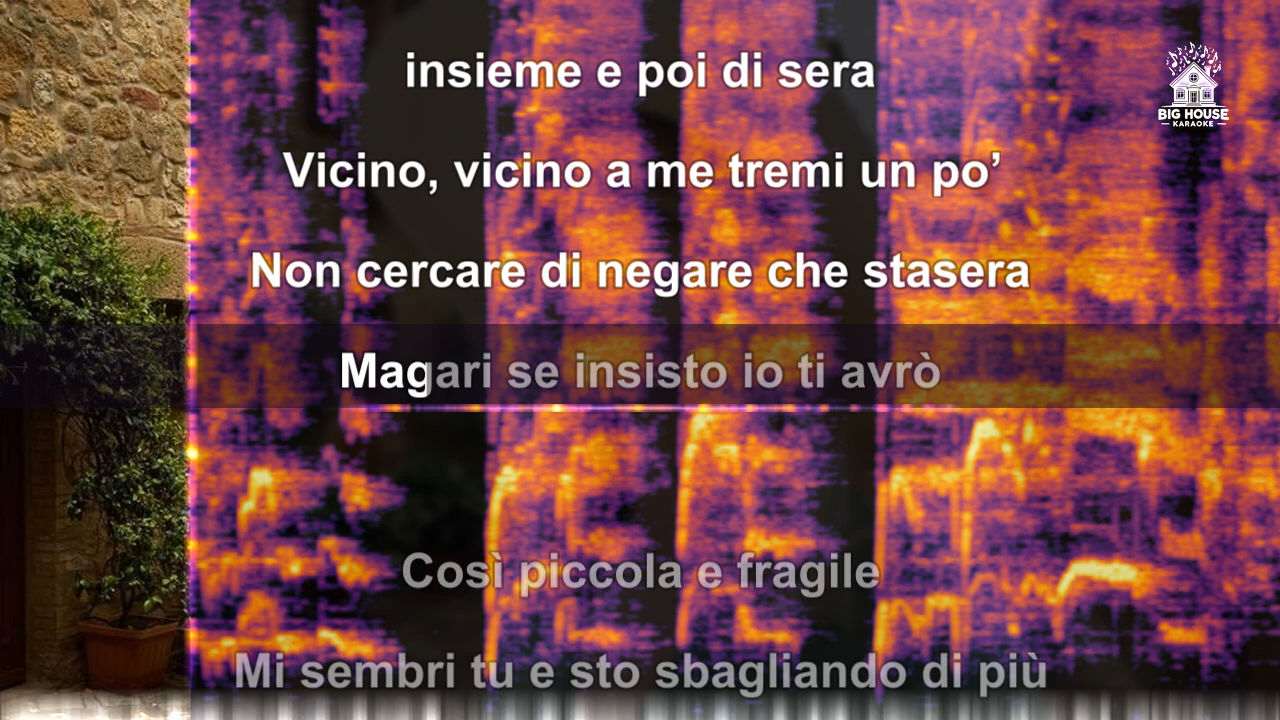 insieme e poi di sera
BIG HOUSE
KARAOKE
Vicino, vicino a me tremi un po’
Non cercare di negare che stasera
Magari se insisto io ti avrò
Così piccola e fragile
Mi sembri tu e sto sbagliando di più